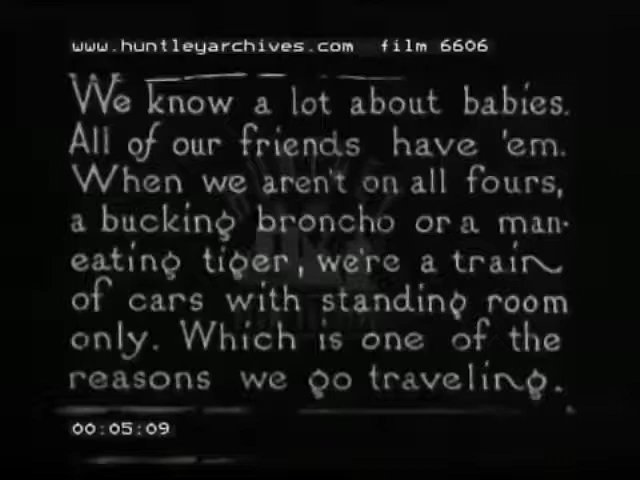 www.huntleyarchives.com film 6606
We know a lot about babies.
All of our friends have 'em.
When we aren't on all fours,
a bucking broncho or a man-
eating tiger, we're a train
of cars with standing room
only. Which is one of the
reasons we go traveling.
00:05:09